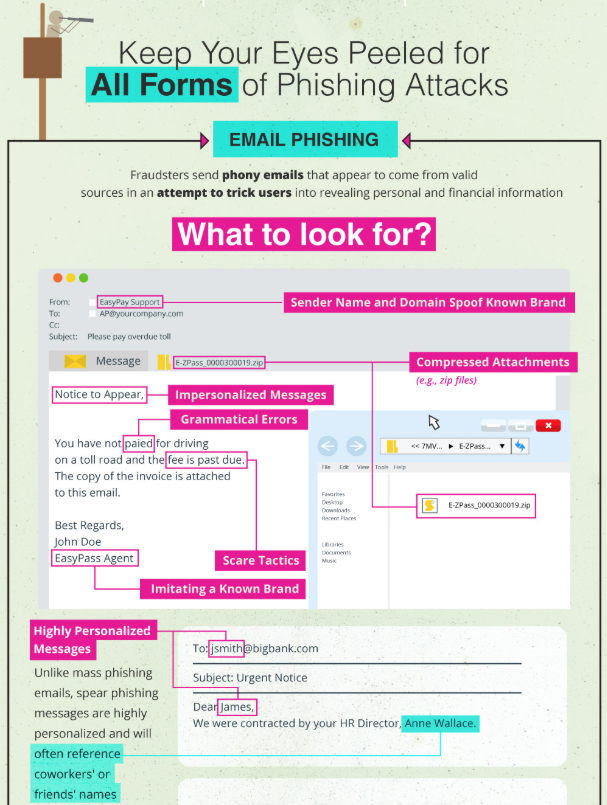 Keep Your Eyes Peeled for
All Forms of Phishing Attacks
EMAIL PHISHING
Fraudsters send phony emails that appear to come from valid
sources in an attempt to trick users into revealing personal and financial information
What to look for?
From: EasyPay Support
Sender Name and Domain Spoof Known Brand
To: AP@yourcompany.com
Cc:
Subject: Please pay overdue toll
Message
E-ZPass_0000300019.zip
Compressed Attachments
(e.g., zip files)
Notice to Appear,
Impersonalized Messages
Grammatical Errors
You have not paied for driving
on a toll road and the fee is past due.
The copy of the invoice is attached
to this email.
Best Regards,
John Doe
EasyPass Agent
Scare Tactics
Imitating a Known Brand
<< 7MV... E-ZPass...
File Edit View Tools Help
Favorites
Desktop
Downloads
Recent Places
Libraries
Documents
Music
E-ZPass_0000300019.zip
Highly Personalized
Messages
Unlike mass phishing
emails, spear phishing
messages are highly
personalized and will
often reference
coworkers' or
friends' names
To: jsmith@bigbank.com
Subject: Urgent Notice
Dear James,
We were contracted by your HR Director, Anne Wallace.